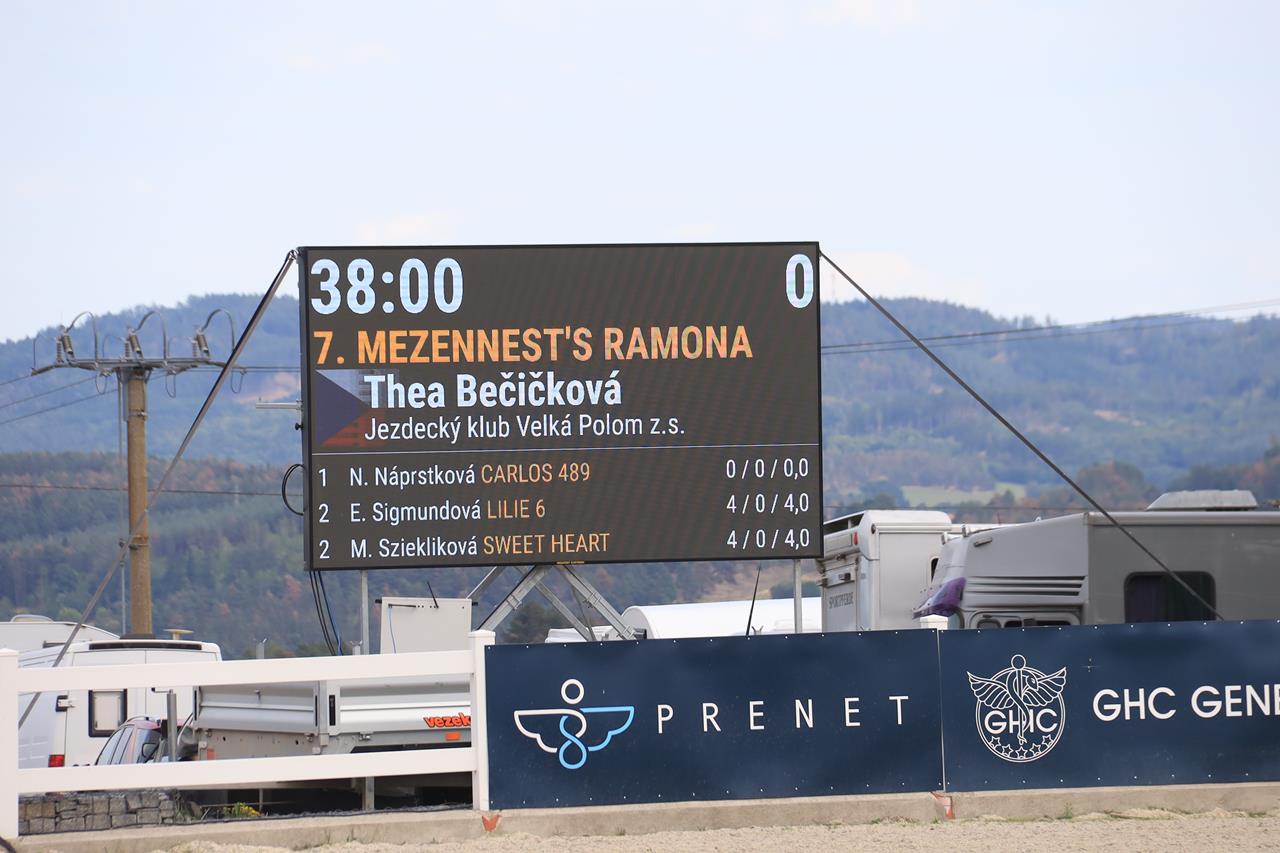 38:00 0
7. MEZENNEST'S RAMONA
Thea Bečičková
Jezdecký klub Velká Polom z.s.
1 N. Náprstková CARLOS 489 0/0/0,0
2 E. Sigmundová LILIE 6 4/0/4,0
2 M. Szieklikóvá SWEET HEART 4/0/4,0
SPORTPFERDE
vezek
PRENET
GHC
GHC GENE